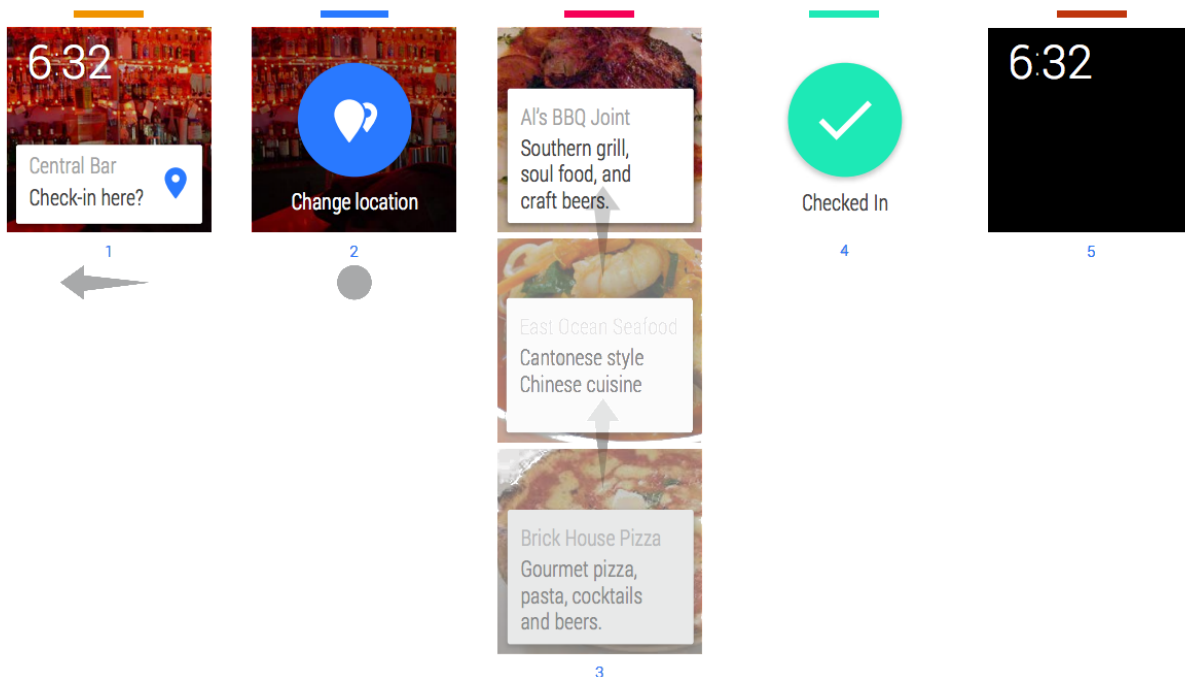 6:32
Central Bar
Check-in here?
1
Change location
2
Al's BBQ Joint
Southern grill,
soul food, and
craft beers.
East Ocean Seafood
Cantonese style
Chinese cuisine
Brick House Pizza
Gourmet pizza,
pasta, cocktails
and beers.
3
Checked In
4
6:32
5